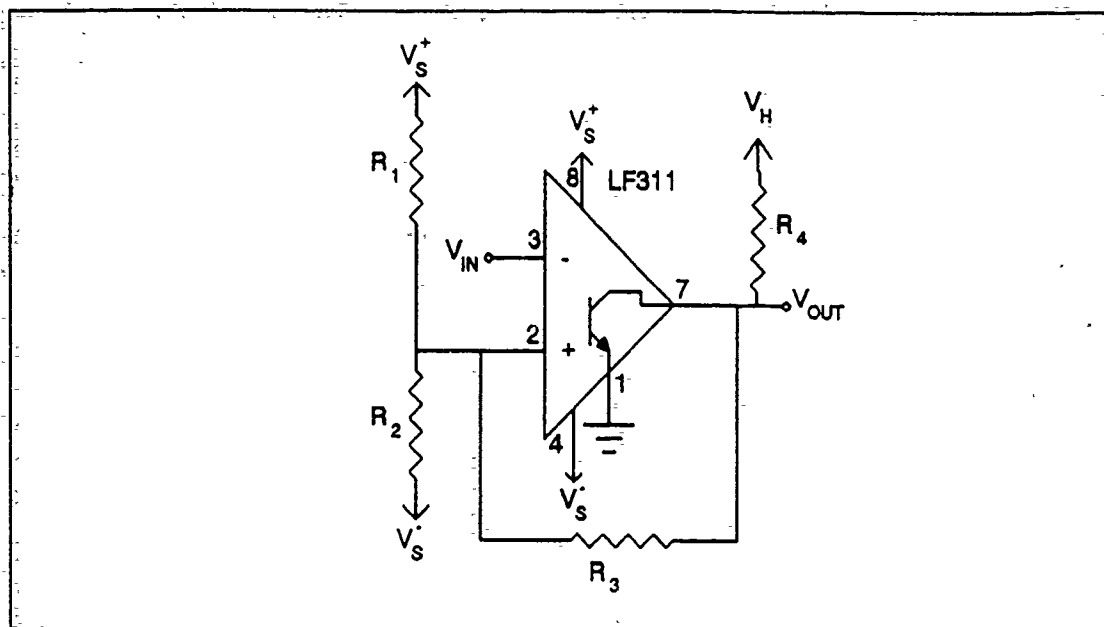 V_S^+
R_1
V_S^+
8
LF311
V_H
R_4
V_IN
3
-
7
V_OUT
2
+
1
R_2
4
V_S^-
V_S^-
R_3